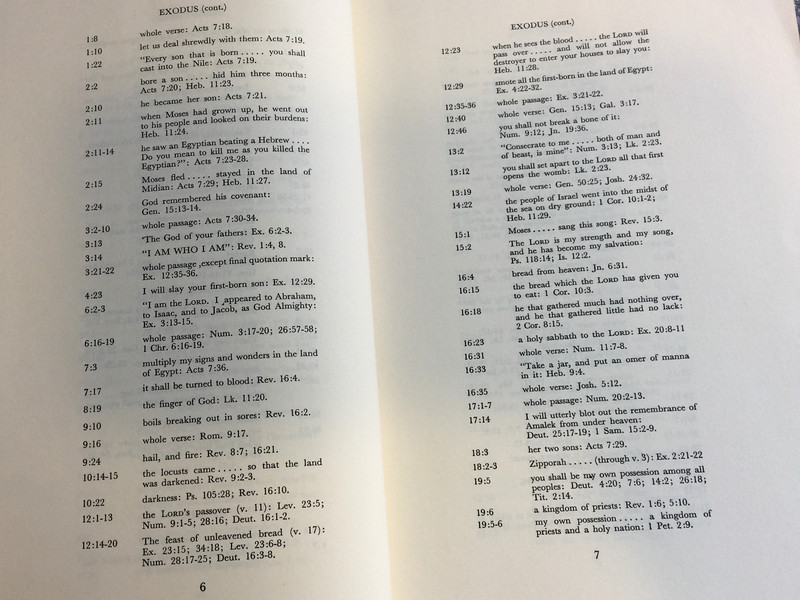 EXODUS (cont.)
1:8 whole verse: Acts 7:18.
1:10 let us deal shrewdly with them: Acts 7:19.
1:22 "Every son that is born ..... you shall
cast into the Nile: Acts 7:19.
2:2 bore a son ..... hid him three months:
Acts 7:20; Heb. 11:23.
2:10 he became her son: Acts 7:21.
2:11 when Moses had grown up, he went out
to his people and looked on their burdens:
Heb. 11:24.
2:11-14 he saw an Egyptian beating a Hebrew ....
Do you mean to kill me as you killed the
Egyptian?": Acts 7:23-28.
2:15 Moses fled ..... stayed in the land of
Midian: Acts 7:29; Heb. 11:27.
2:24 God remembered his covenant:
Gen. 15:13-14.
3:2-10 whole passage: Acts 7:30-34.
3:13 'The God of your fathers: Ex. 6:2-3.
3:14 "I AM WHO I AM": Rev. 1:4, 8.
3:21-22 whole passage ,except final quotation mark:
Ex. 12:35-36.
4:23 I will slay your first-born son: Ex. 12:29.
6:2-3 "I am the LORD. I appeared to Abraham,
to Isaac, and to Jacob, as God Almighty:
Ex. 3:13-15.
6:16-19 whole passage: Num. 3:17-20; 26:57-58;
1 Chr. 6:16-19.
7:3 multiply my signs and wonders in the land
of Egypt: Acts 7:36.
7:17 it shall be turned to blood: Rev. 16:4.
8:19 the finger of God: Lk. 11:20.
9:10 boils breaking out in sores: Rev. 16:2.
9:16 whole verse: Rom. 9:17.
9:24 hail, and fire: Rev. 8:7; 16:21.
10:14-15 the locusts came ..... so that the land
was darkened: Rev. 9:2-3.
10:22 darkness: Ps. 105:28; Rev. 16:10.
12:1-13 the LORD's passover (v. 11): Lev. 23:5;
Num. 9:1-5; 28:16; Deut. 16:1-2.
12:14-20 The feast of unleavened bread (v. 17):
Ex. 23:15; 34:18; Lev. 23:6-8;
Num. 28:17-25; Deut. 16:3-8.
6
EXODUS (cont.)
12:23 when he sees the blood ..... the LORD will
pass over ..... and will not allow the
destroyer to enter your houses to slay you:
Heb. 11:28.
12:29 smote all the first-born in the land of Egypt:
Ex. 4:22-32.
12:35-36 whole passage: Ex. 3:21-22.
12:40 whole verse: Gen. 15:13; Gal. 3:17.
12:46 you shall not break a bone of it:
Num. 9:12; Jn. 19:36.
13:2 "Consecrate to me ..... both of man and
of beast, is mine": Num. 3:13; Lk. 2:23.
13:12 you shall set apart to the LORD all that first
opens the womb: Lk. 2:23.
13:19 whole verse: Gen. 50:25; Josh. 24:32.
14:22 the people of Israel went into the midst of
the sea on dry ground: 1 Cor. 10:1-2;
Heb. 11:29.
15:1 Moses ..... sang this song: Rev. 15:3.
15:2 The LORD is my strength and my song,
and he has become my salvation:
Ps. 118:14; Is. 12:2.
16:4 bread from heaven: Jn. 6:31.
16:15 the bread which the LORD has given you
to eat: 1 Cor. 10:3.
16:18 he that gathered much had nothing over,
and he that gathered little had no lack:
2 Cor. 8:15.
16:23 a holy sabbath to the LORD: Ex. 20:8-11
16:31 whole verse: Num. 11:7-8.
16:33 "Take a jar, and put an omer of manna
in it: Heb. 9:4.
16:35 whole verse: Josh. 5:12.
17:1-7 whole passage: Num. 20:2-13.
17:14 I will utterly blot out the remembrance of
Amalek from under heaven:
Deut. 25:17-19; 1 Sam. 15:2-9.
18:3 her two sons: Acts 7:29.
18:2-3 Zipporah ..... (through v. 3): Ex. 2:21-22
19:5 you shall be my own possession among all
peoples: Deut. 4:20; 7:6; 14:2; 26:18;
Tit. 2:14.
19:6 a kingdom of priests: Rev. 1:6; 5:10.
19:5-6 my own possession ..... a kingdom of
priests and a holy nation: 1 Pet. 2:9.
7